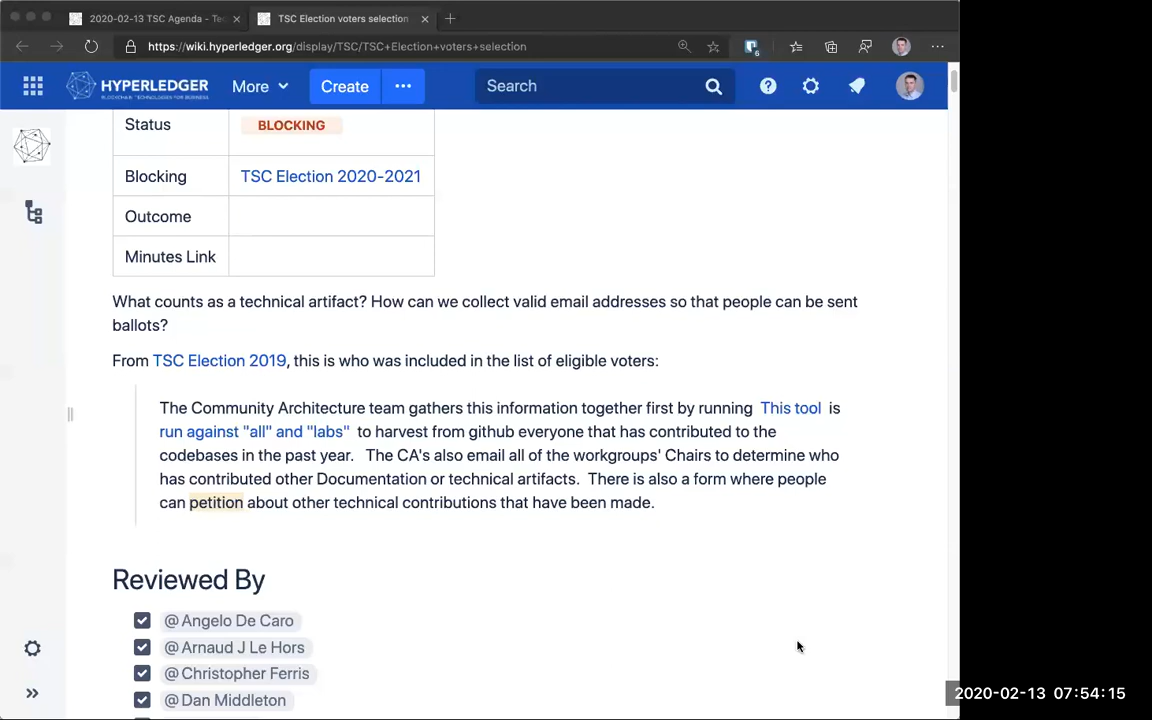 2020-02-13 TSC Agenda - Te
TSC Election voters selection
https://wiki.hyperledger.org/display/TSC/TSC+Election+voters+selection
6
HYPERLEDGER
BLOCKCHAIN TECHNOLOGIES FOR BUSINESS
More
Create
Search
Status BLOCKING
Blocking TSC Election 2020-2021
Outcome
Minutes Link
What counts as a technical artifact? How can we collect valid email addresses so that people can be sent
ballots?
From TSC Election 2019, this is who was included in the list of eligible voters:
The Community Architecture team gathers this information together first by running This tool is
run against "all" and "labs" to harvest from github everyone that has contributed to the
codebases in the past year. The CA's also email all of the workgroups' Chairs to determine who
has contributed other Documentation or technical artifacts. There is also a form where people
can petition about other technical contributions that have been made.
Reviewed By
@Angelo De Caro
@Arnaud J Le Hors
@Christopher Ferris
@Dan Middleton
2020-02-13 07:54:15